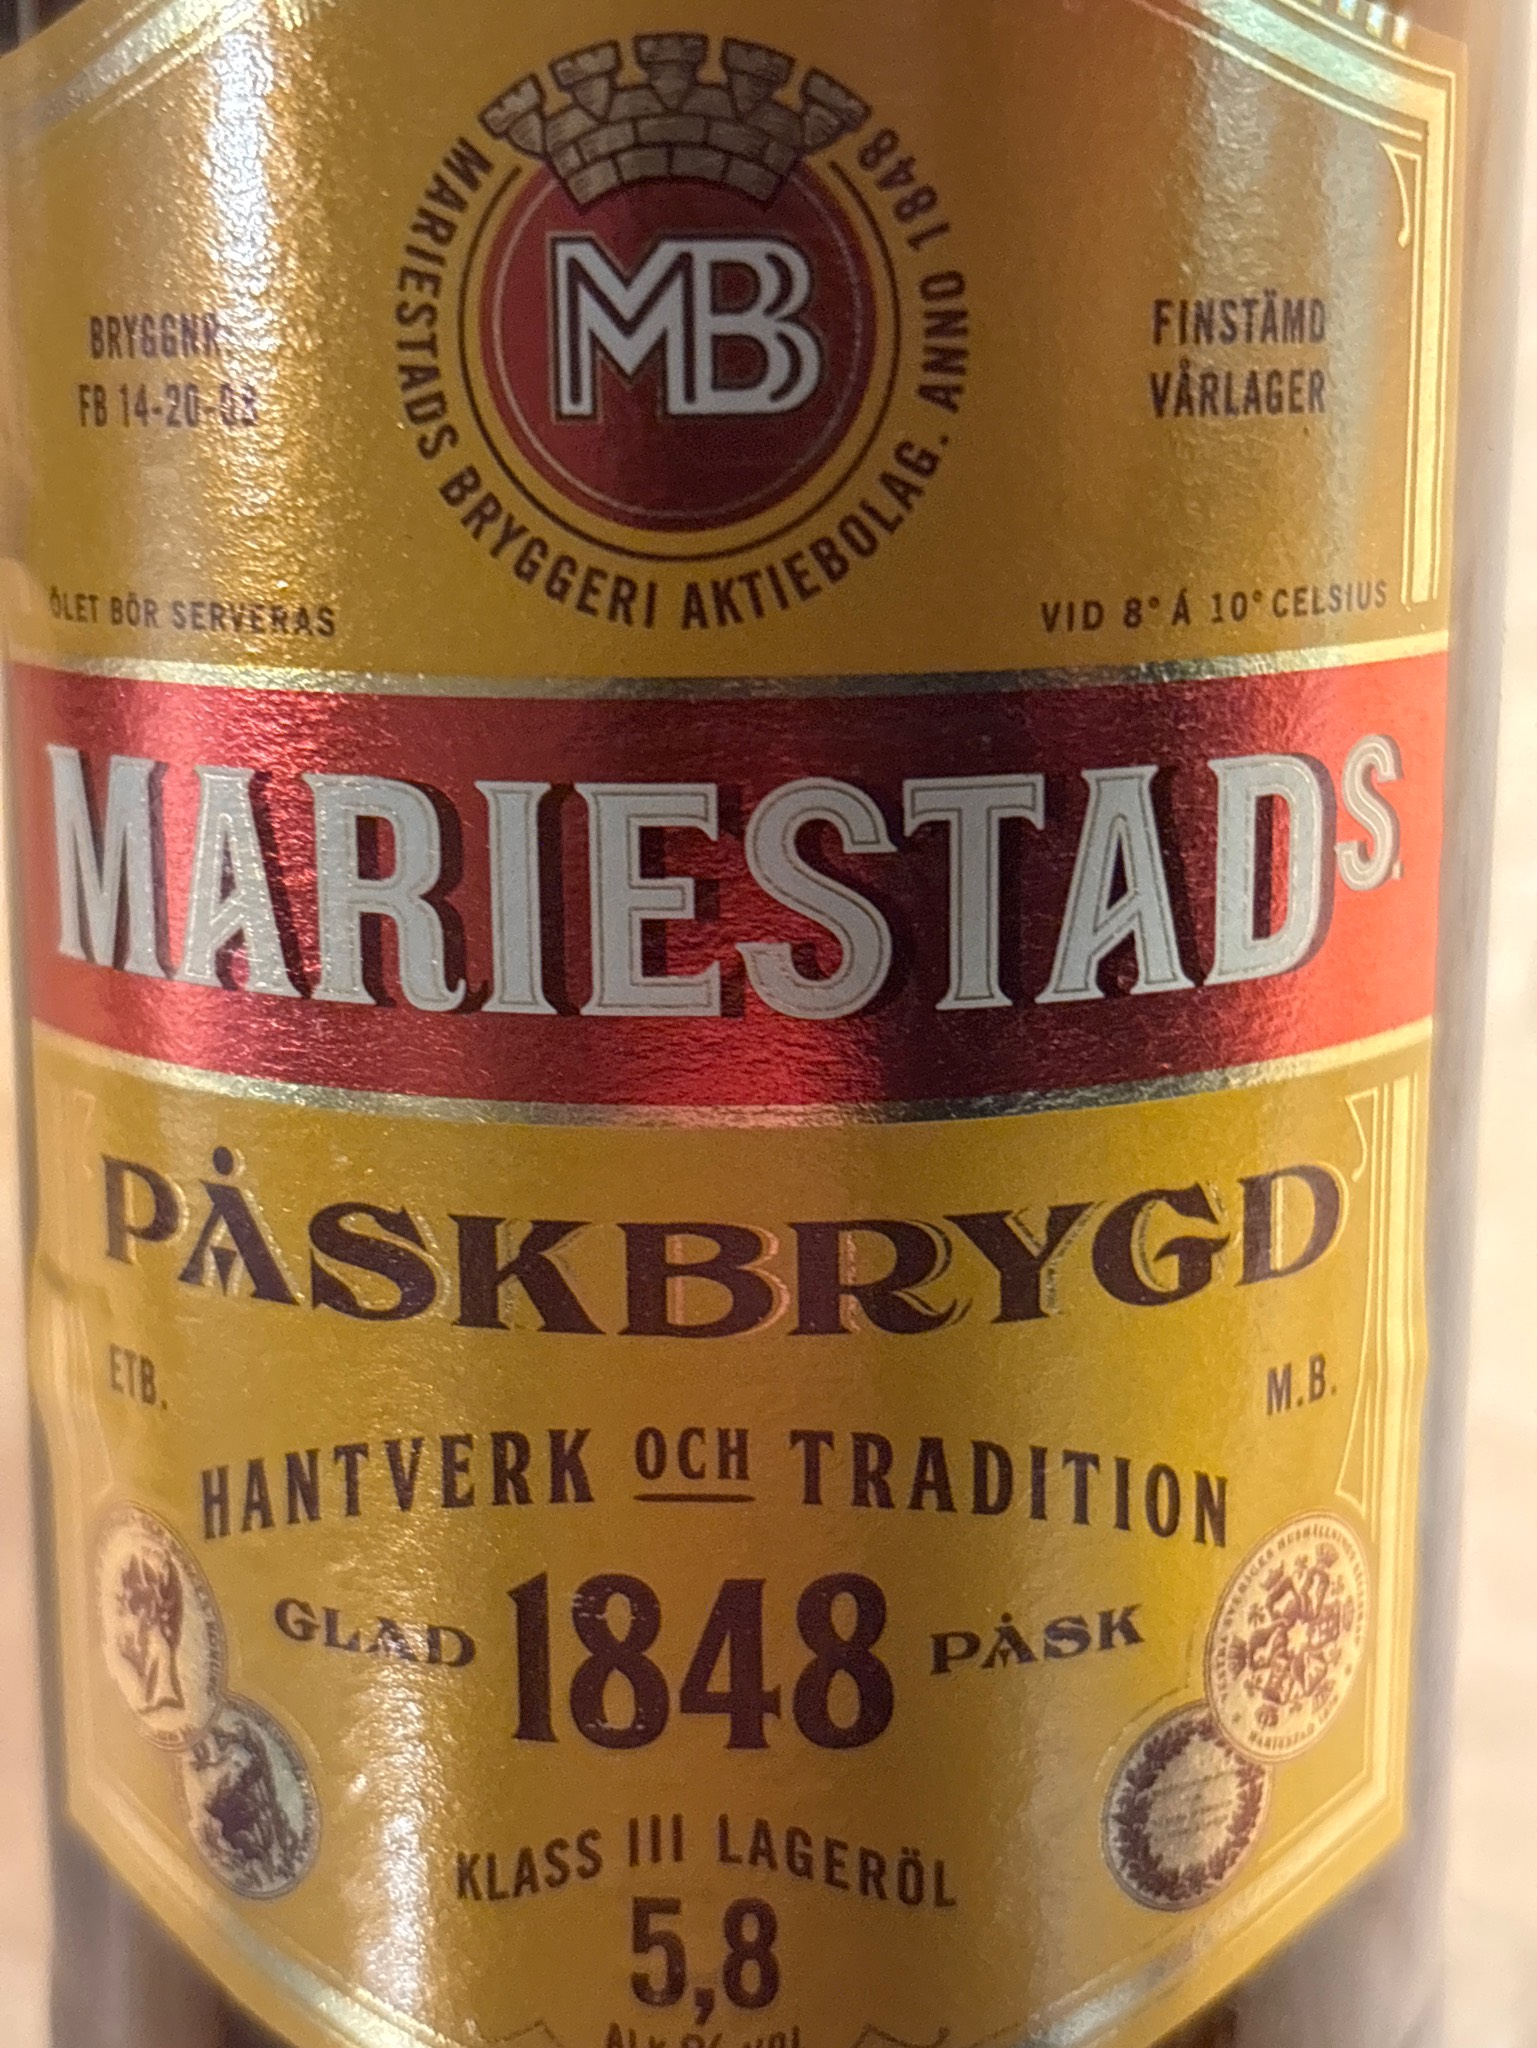 MARIESTADS BRYGGERI AKTIEBOLAG. ANNO 1848
MB
BRYGGNR.
FB 14-20-08
FINSTÄMD
VÅRLAGER
ÖLET BÖR SERVERAS
VID 8° Á 10° CELSIUS
MARIESTADS.
PÅSKBRYGD
ETB.
M.B.
HANTVERK OCH TRADITION
GLAD 1848 PÅSK
KLASS III LAGERÖL
5,8